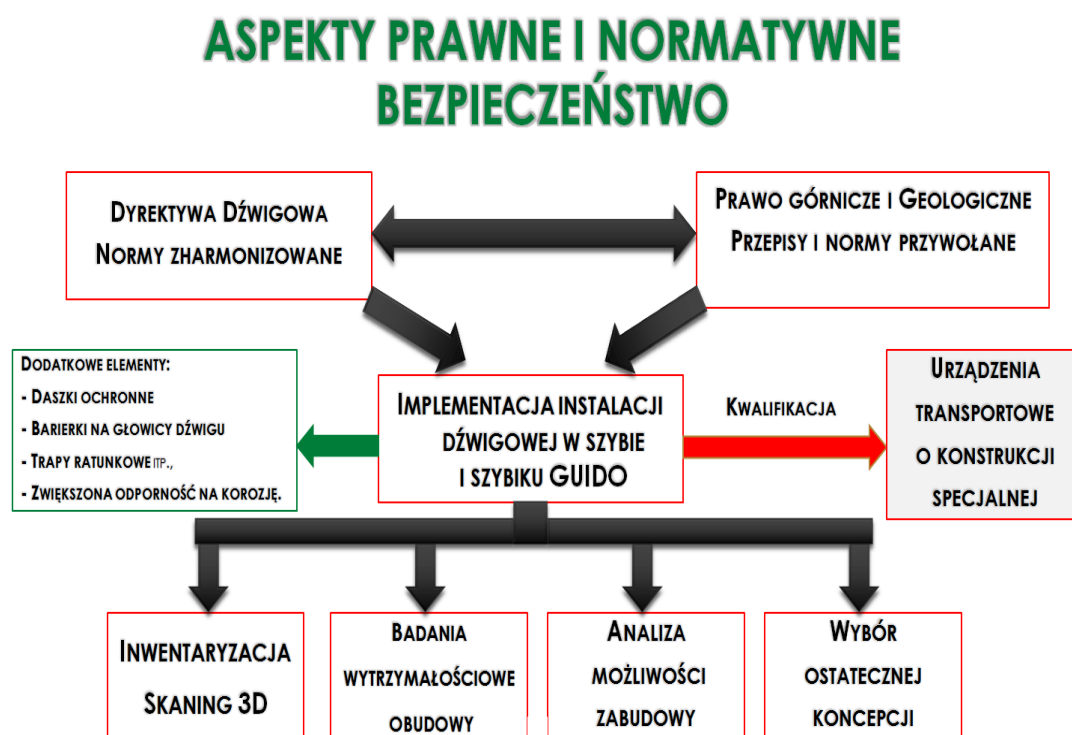 ASPEKTY PRAWNE I NORMATYWNE
BEZPIECZEŃSTWO
DYREKTYWA DŹWIGOWA
NORMY ZHARMONIZOWANE
PRAWO GÓRNICZE I GEOLOGICZNE
PRZEPISY I NORMY PRZYWOŁANE
DODATKOWE ELEMENTY:
- DASZKI OCHRONNE
- BARIERKI NA GŁOWICY DŹWIGU
- TRAPY RATUNKOWE ITP.,
- ZWIĘKSZONA ODPORNOŚĆ NA KOROZJĘ.
IMPLEMENTACJA INSTALACJI
DŹWIGOWEJ W SZYBIE
I SZYBIKU GUIDO
KWALIFIKACJA
URZĄDZENIA
TRANSPORTOWE
O KONSTRUKCJI
SPECJALNEJ
INWENTARYZACJA
SKANING 3D
BADANIA
WYTRZYMAŁOŚCIOWE
OBUDOWY
ANALIZA
MOŻLIWOŚCI
ZABUDOWY
WYBÓR
OSTATECZNEJ
KONCEPCJI